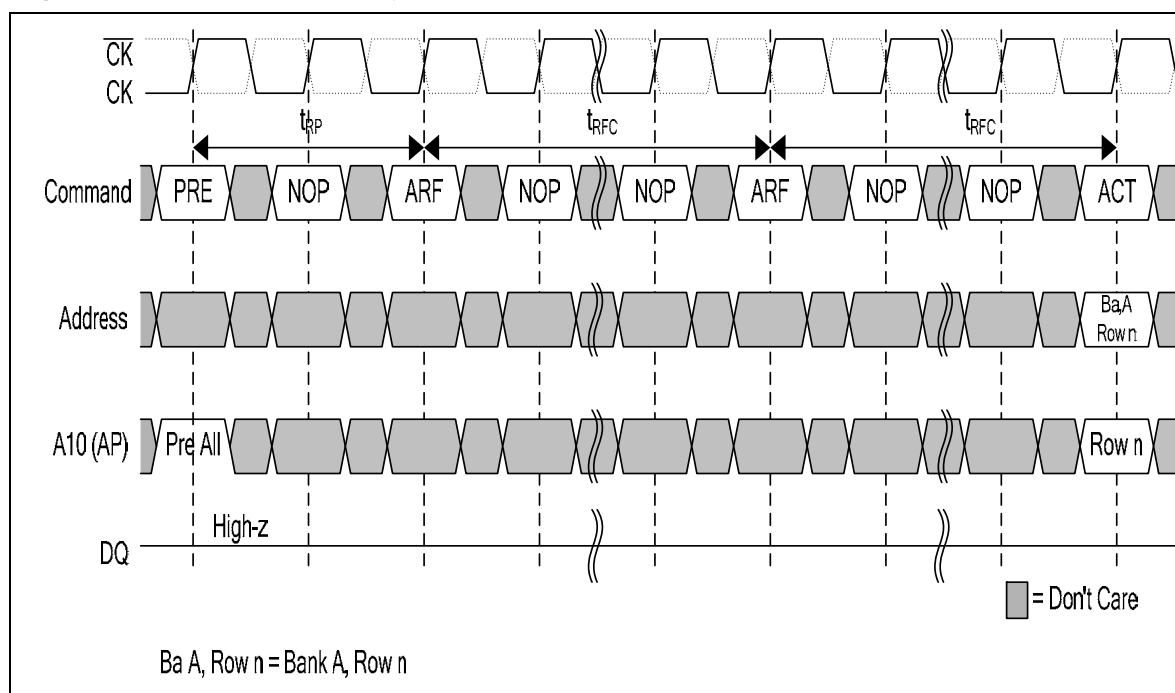 CK
CK
tRP tRFC tRFC
Command PRE NOP ARF NOP NOP ARF NOP NOP ACT
Address Ba,A
Row n
A10 (AP) Pre All Row n
High-z
DQ
= Don't Care
Ba A, Row n = Bank A, Row n